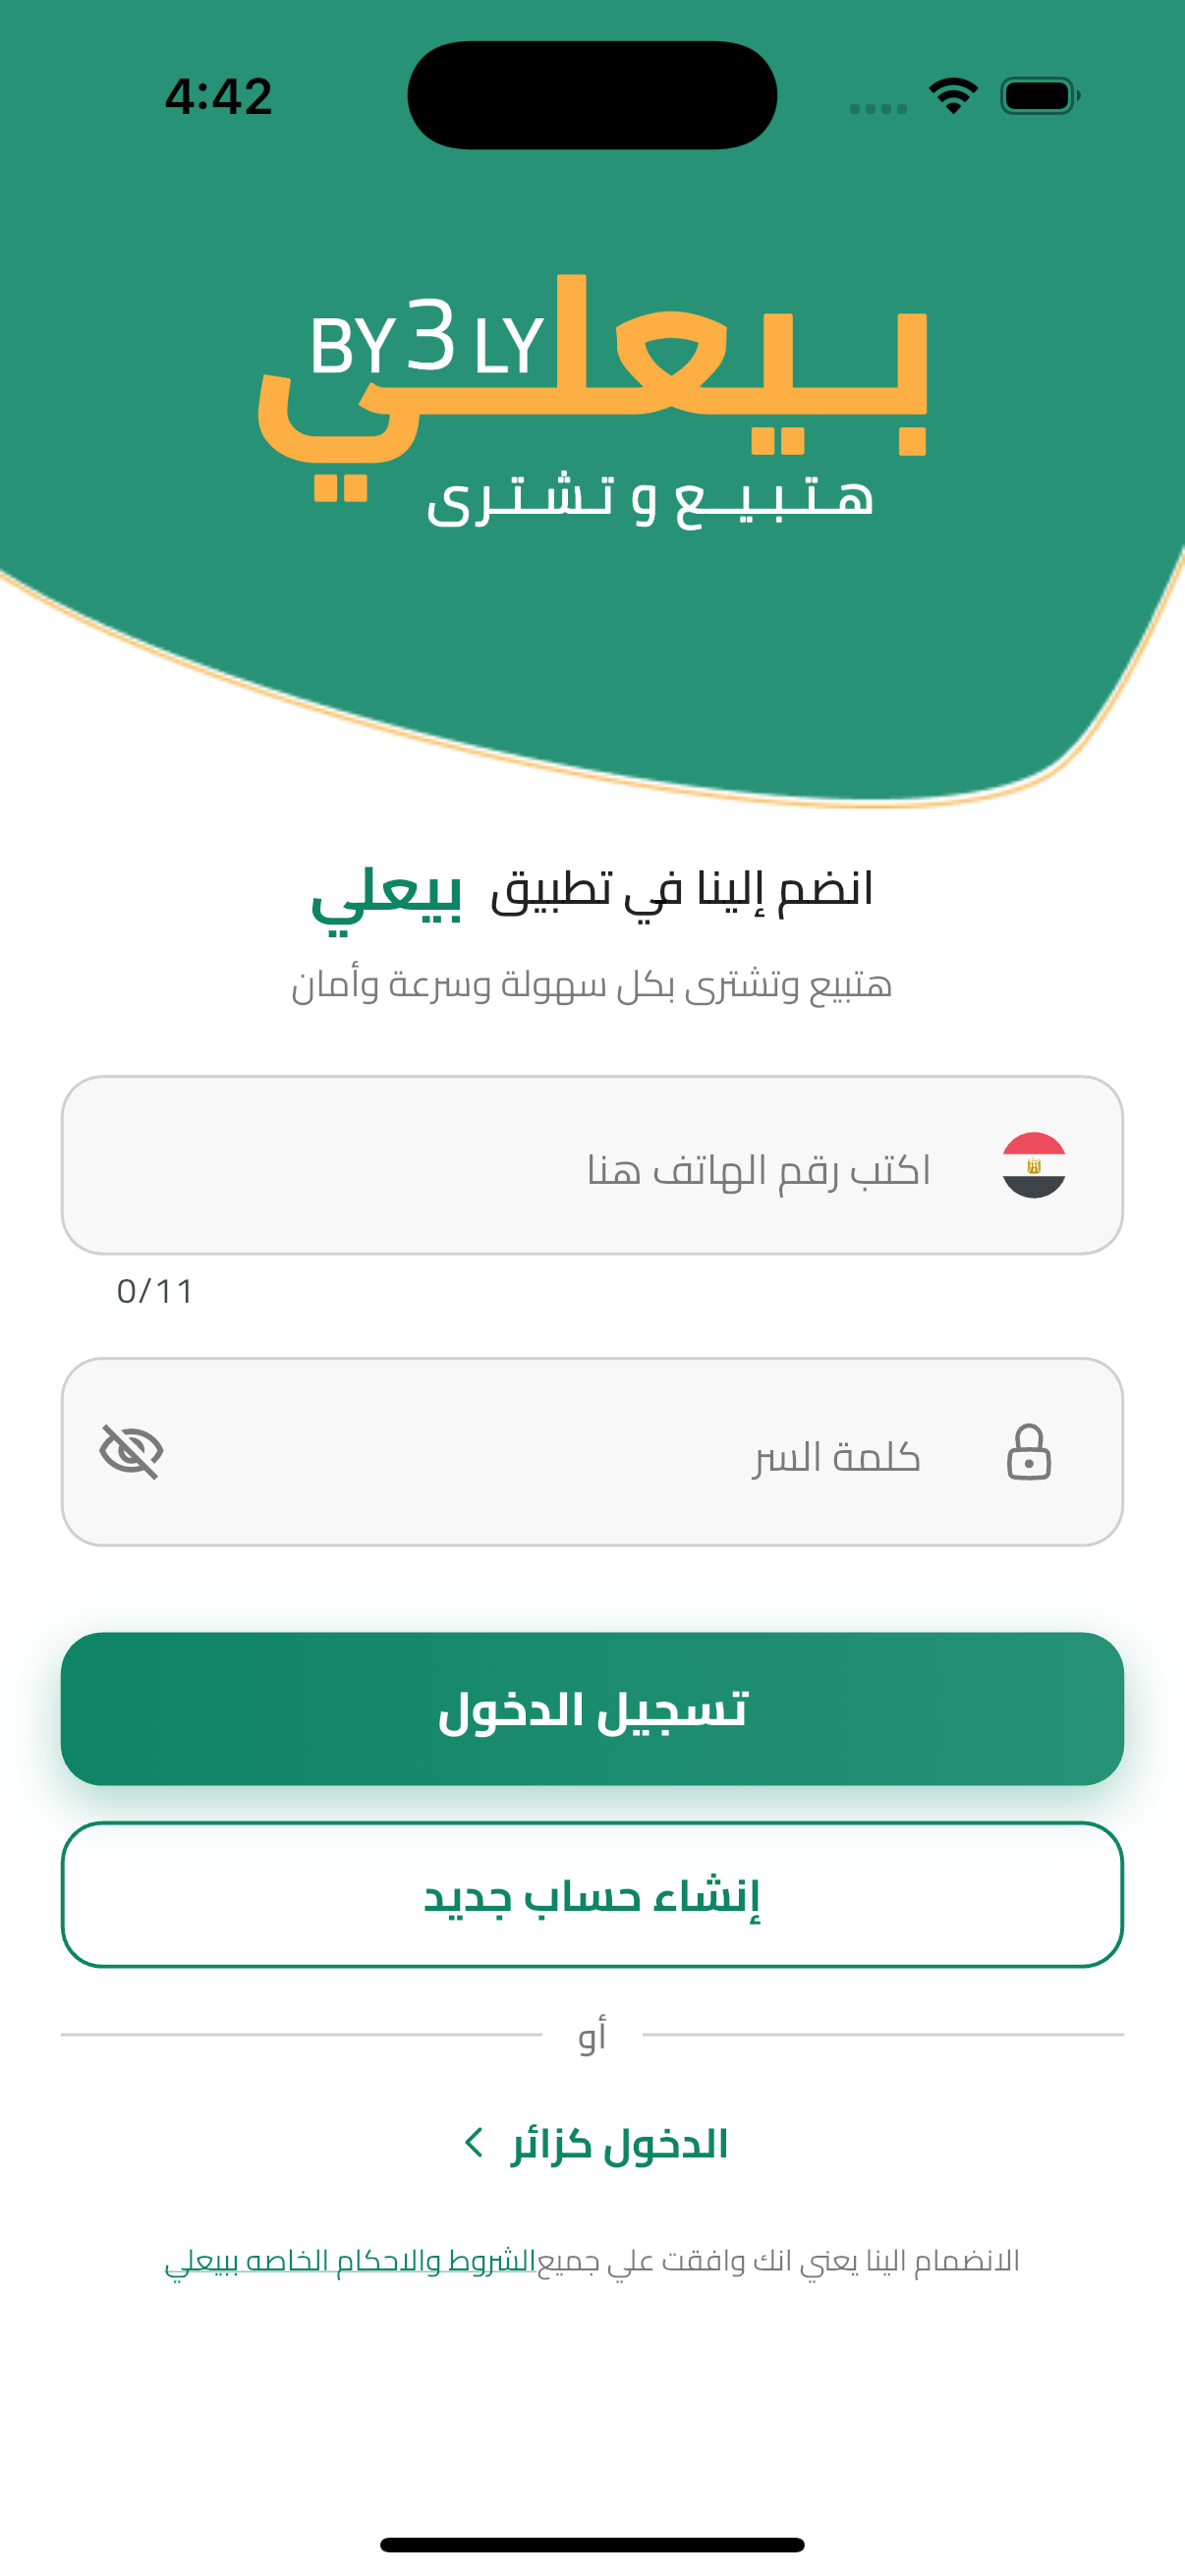 4:42
بيعلي
BY3LY
هتبيع و تشترى
انضم إلينا في تطبيق بيعلي
هتبيع وتشترى بكل سهولة وسرعة وأمان
اكتب رقم الهاتف هنا
0/11
كلمة السر
تسجيل الدخول
إنشاء حساب جديد
أو
الدخول كزائر
الانضمام الينا يعني انك وافقت علي جميع الشروط والاحكام الخاصه ببيعلي